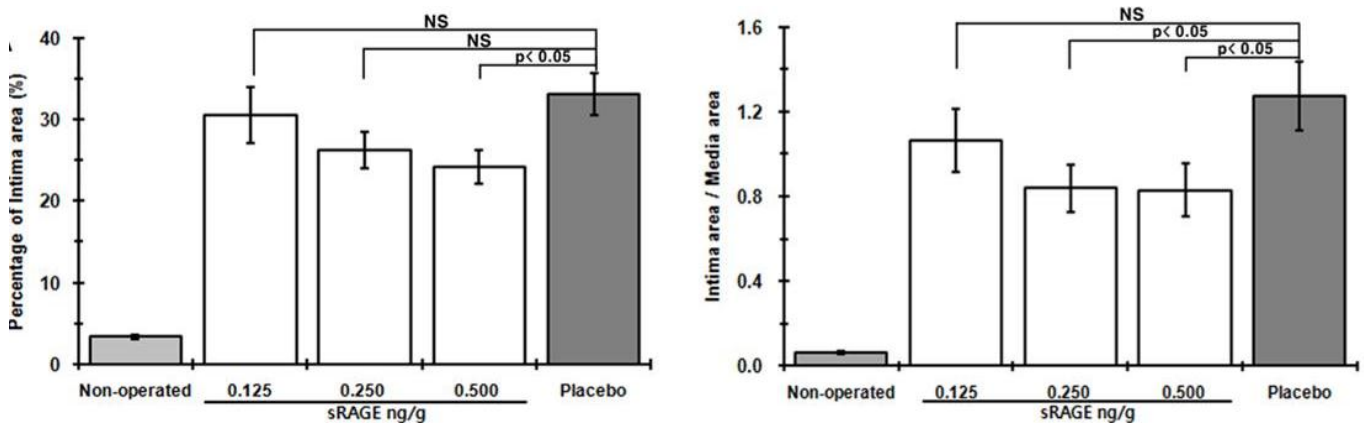 NS
NS
p< 0.05
40
30
20
10
0
Percentage of Intima area (%)
Non-operated 0.125 0.250 0.500 Placebo
sRAGE ng/g
NS
p< 0.05
p< 0.05
1.6
1.2
0.8
0.4
0.0
Intima area / Media area
Non-operated 0.125 0.250 0.500 Placebo
sRAGE ng/g